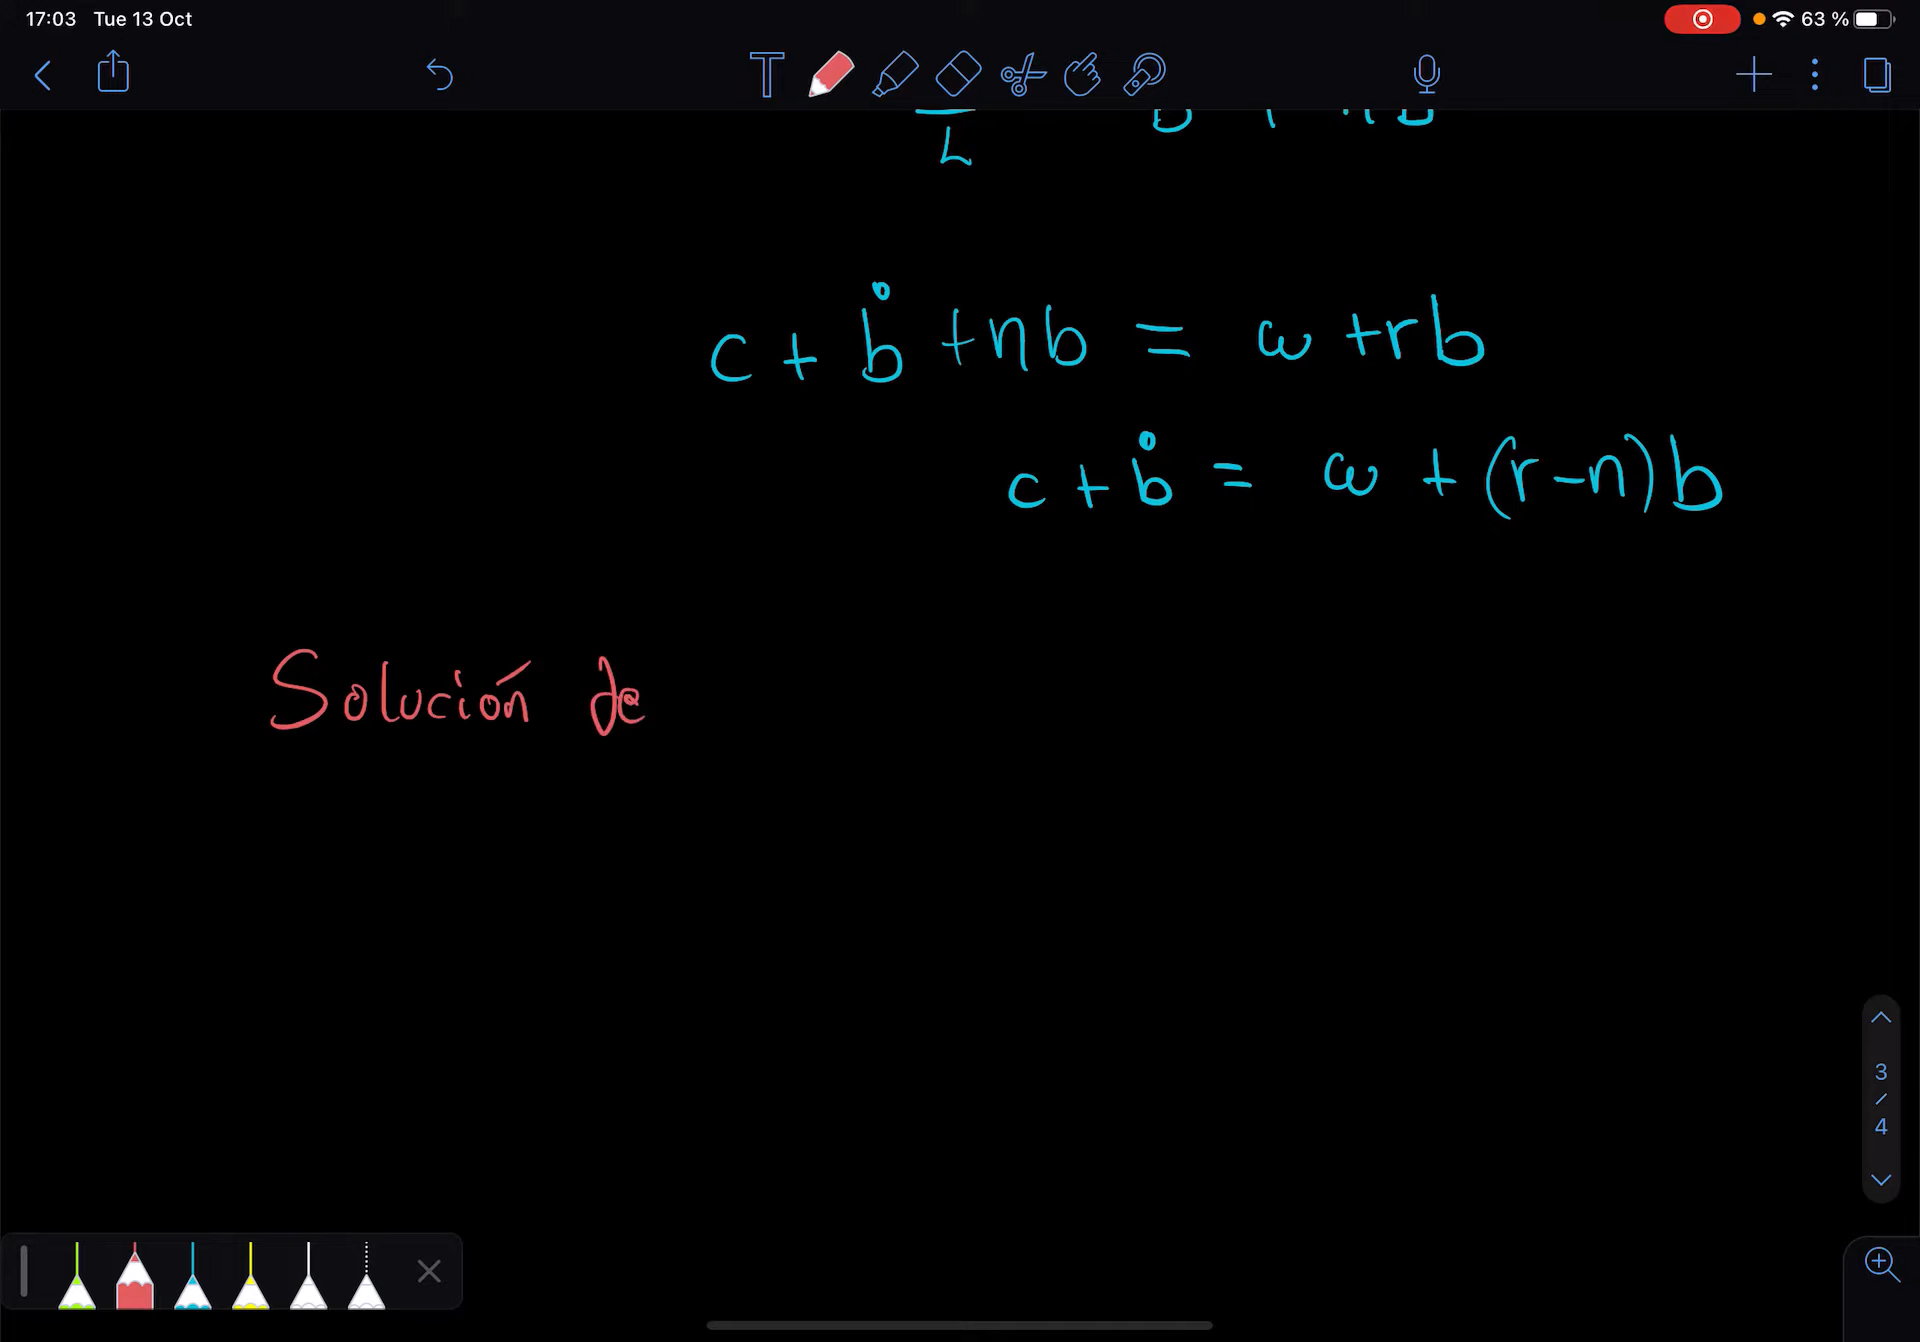 17:03 Tue 13 Oct 63 %
T
L
c + ḃ + nb = ω + rb
c + ḃ = ω + (r-n)b
Solución de
3
/
4